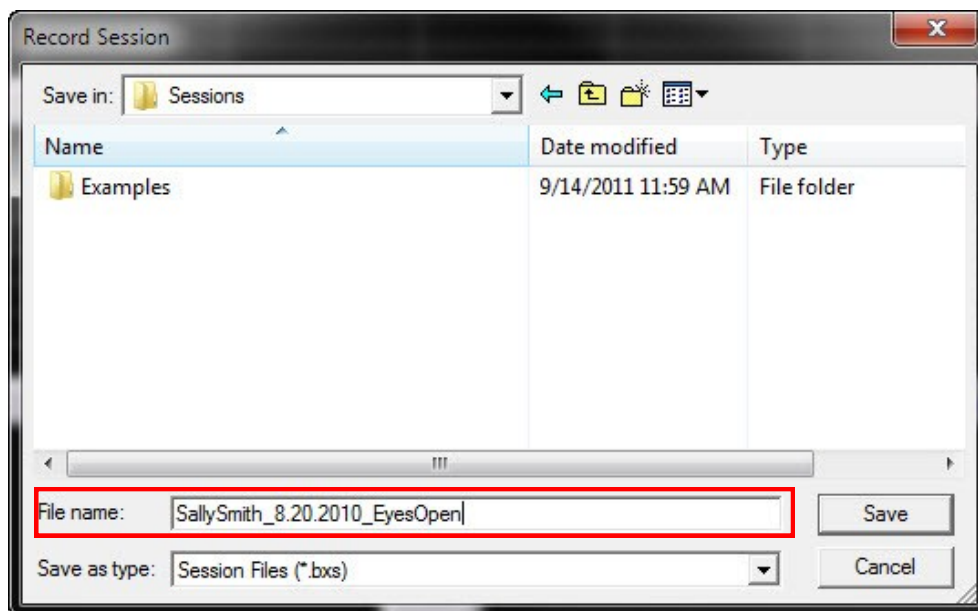 Record Session
Save in: Sessions
Name Date modified Type
Examples 9/14/2011 11:59 AM File folder
File name: SallySmith_8.20.2010_EyesOpen Save
Save as type: Session Files (*.bxs) Cancel